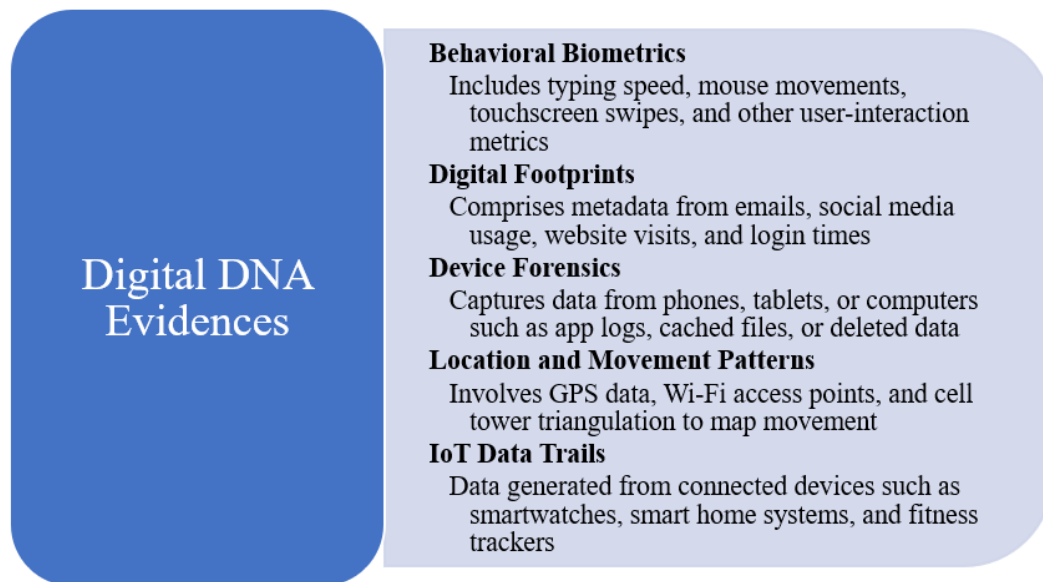 Digital DNA
Evidences
Behavioral Biometrics
Includes typing speed, mouse movements,
touchscreen swipes, and other user-interaction
metrics
Digital Footprints
Comprises metadata from emails, social media
usage, website visits, and login times
Device Forensics
Captures data from phones, tablets, or computers
such as app logs, cached files, or deleted data
Location and Movement Patterns
Involves GPS data, Wi-Fi access points, and cell
tower triangulation to map movement
IoT Data Trails
Data generated from connected devices such as
smartwatches, smart home systems, and fitness
trackers